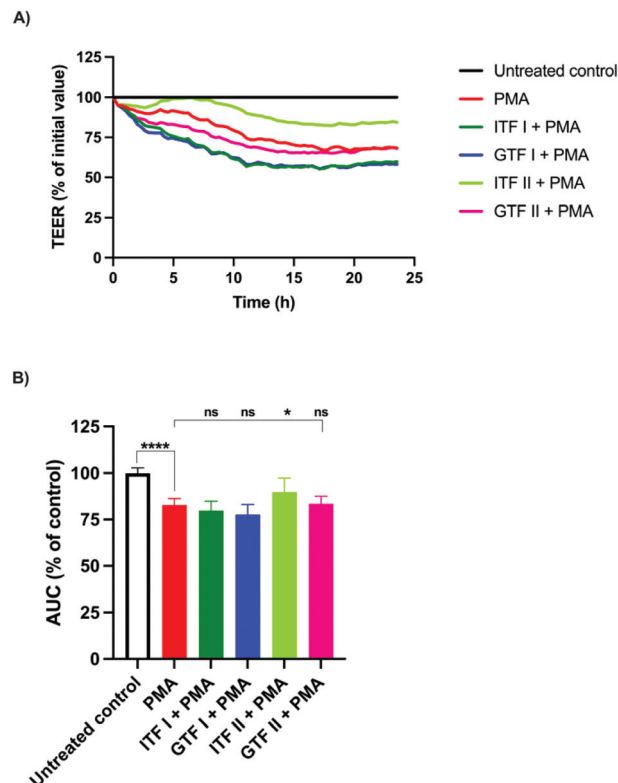 A)
TEER (% of initial value)
125
100
75
50
25
0
0 5 10 15 20 25
Time (h)
Untreated control
PMA
ITF I + PMA
GTF I + PMA
ITF II + PMA
GTF II + PMA
B)
AUC (% of control)
125
100
75
50
25
0
ns ns * ns
****
Untreated control
PMA
ITF I + PMA
GTF I + PMA
ITF II + PMA
GTF II + PMA